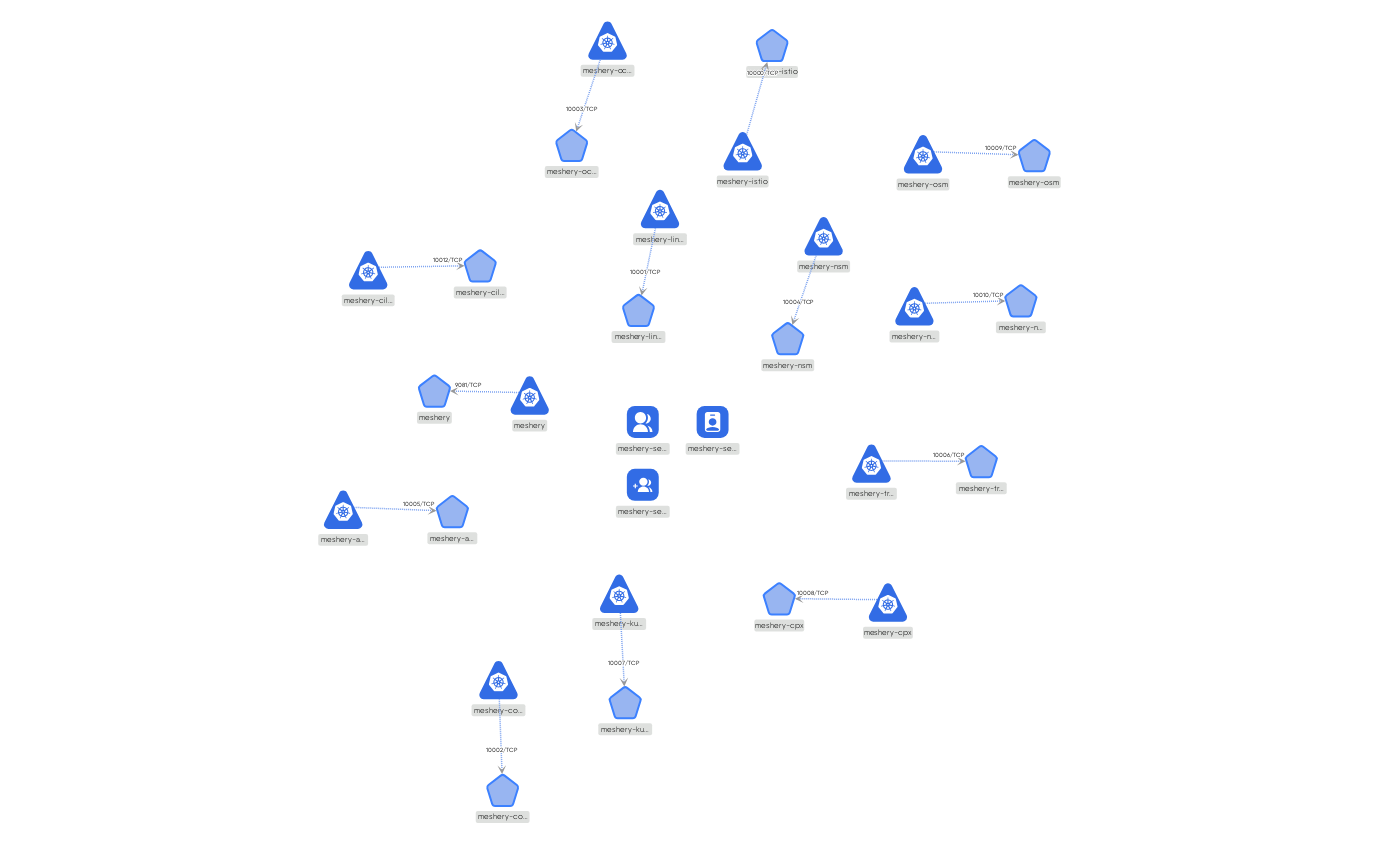 meshery-oc...
10003/TCP
meshery-oc...
10000/TCP
-istio
meshery-istio
10009/TCP
meshery-osm
meshery-osm
meshery-lin...
10001/TCP
meshery-lin...
meshery-nsm
10004/TCP
meshery-nsm
10012/TCP
meshery-cil...
meshery-cil...
10010/TCP
meshery-n...
meshery-n...
9081/TCP
meshery
meshery
meshery-se...
meshery-se...
meshery-se...
10006/TCP
meshery-tr...
meshery-tr...
10005/TCP
meshery-a...
meshery-a...
meshery-ku...
10007/TCP
meshery-ku...
10008/TCP
meshery-cpx
meshery-cpx
meshery-co...
10002/TCP
meshery-co...